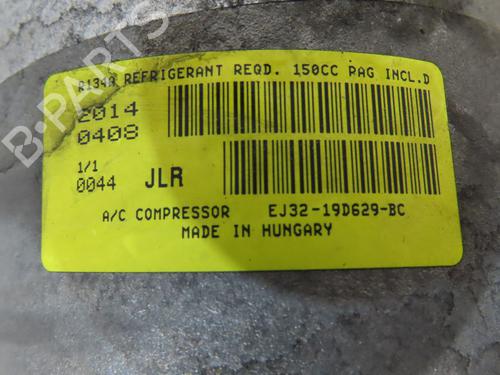 R134A REFRIGERANT REQD. 150CC PAG INCL.D
2014
0408
1/1
0044 JLR
A/C COMPRESSOR EJ32-19D629-BC
MADE IN HUNGARY
B-PARTS